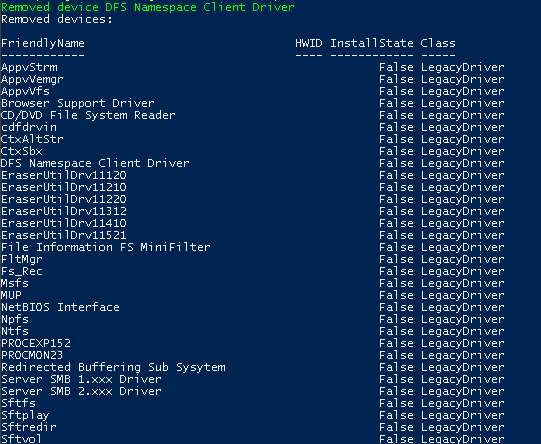 Removed device DFS Namespace Client Driver
Removed devices:
FriendlyName HWID InstallState Class
------------ ---- ------------ -----
AppvStrm False LegacyDriver
AppvVemgr False LegacyDriver
AppvVfs False LegacyDriver
Browser Support Driver False LegacyDriver
CD/DVD File System Reader False LegacyDriver
cdfdrvin False LegacyDriver
CtxAltStr False LegacyDriver
CtxSbx False LegacyDriver
DFS Namespace Client Driver False LegacyDriver
EraserUtilDrv11120 False LegacyDriver
EraserUtilDrv11210 False LegacyDriver
EraserUtilDrv11220 False LegacyDriver
EraserUtilDrv11312 False LegacyDriver
EraserUtilDrv11410 False LegacyDriver
EraserUtilDrv11521 False LegacyDriver
File Information FS MiniFilter False LegacyDriver
FltMgr False LegacyDriver
Fs_Rec False LegacyDriver
Msfs False LegacyDriver
MUP False LegacyDriver
NetBIOS Interface False LegacyDriver
Npfs False LegacyDriver
Ntfs False LegacyDriver
PROCEXP152 False LegacyDriver
PROCMON23 False LegacyDriver
Redirected Buffering Sub Sysytem False LegacyDriver
Server SMB 1.xxx Driver False LegacyDriver
Server SMB 2.xxx Driver False LegacyDriver
Sftfs False LegacyDriver
Sftplay False LegacyDriver
Sftredir False LegacyDriver
Sftvol False LegacyDriver